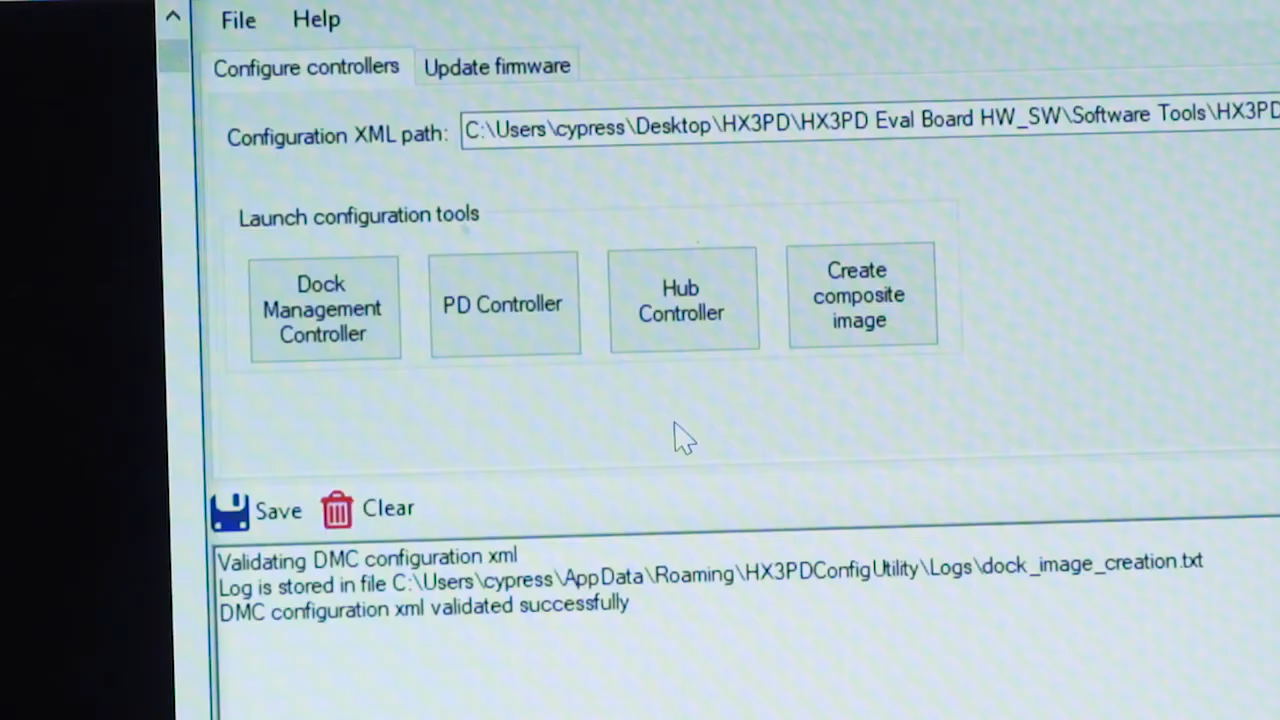 File Help
Configure controllers Update firmware
Configuration XML path: C:\Users\cypress\Desktop\HX3PD\HX3PD Eval Board HW_SW\Software Tools\HX3PD
Launch configuration tools
Dock
Management
Controller
PD Controller
Hub
Controller
Create
composite
image
Save Clear
Validating DMC configuration xml
Log is stored in file C:\Users\cypress\AppData\Roaming\HX3PDConfigUtility\Logs\dock_image_creation.txt
DMC configuration xml validated successfully